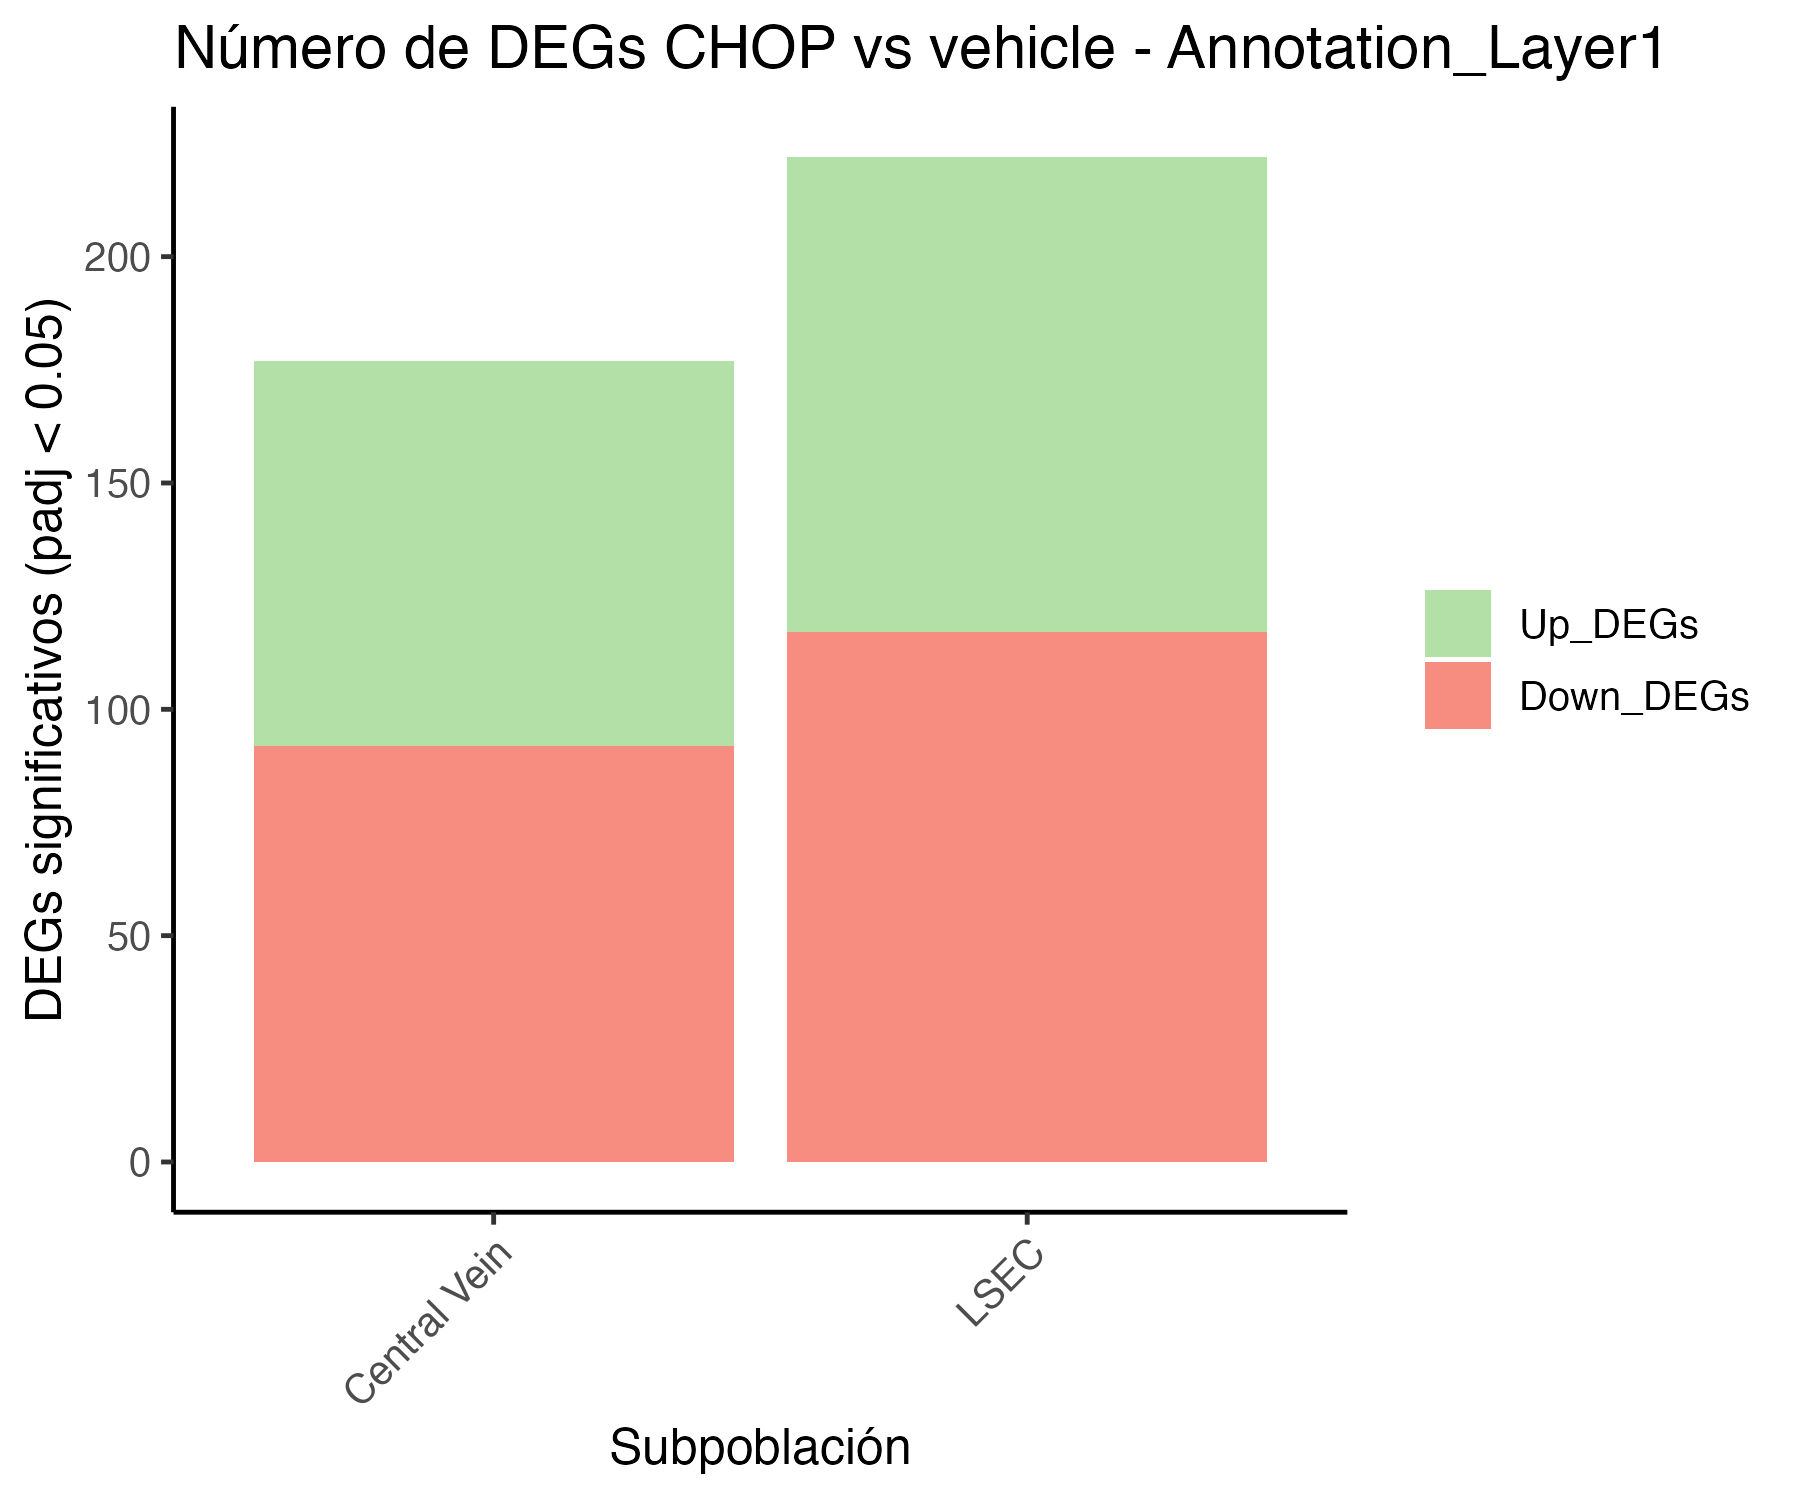 Número de DEGs CHOP vs vehicle - Annotation_Layer1
DEGs significativos (padj < 0.05)
200
150
100
50
0
Central Vein
LSEC
Subpoblación
Up_DEGs
Down_DEGs